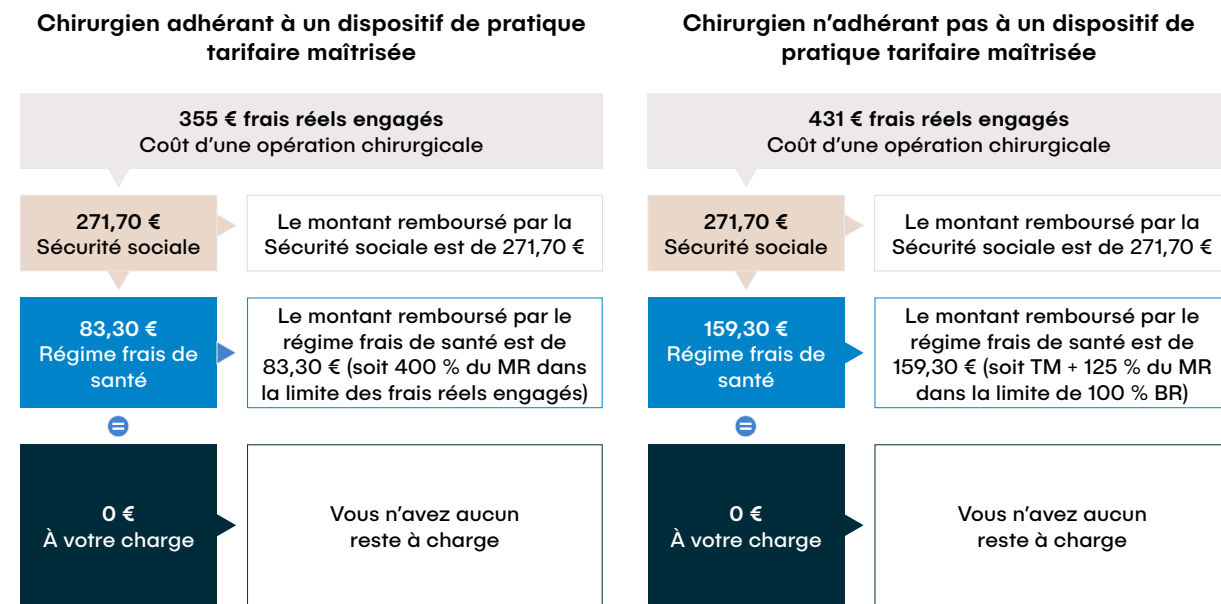 Chirurgien adhérant à un dispositif de pratique
tarifaire maîtrisée
355 € frais réels engagés
Coût d'une opération chirurgicale
271,70 €
Sécurité sociale
Le montant remboursé par la
Sécurité sociale est de 271,70 €
83,30 €
Régime frais de
santé
Le montant remboursé par le
régime frais de santé est de
83,30 € (soit 400 % du MR dans
la limite des frais réels engagés)
=
0 €
À votre charge
Vous n'avez aucun
reste à charge
Chirurgien n'adhérant pas à un dispositif de
pratique tarifaire maîtrisée
431 € frais réels engagés
Coût d'une opération chirurgicale
271,70 €
Sécurité sociale
Le montant remboursé par la
Sécurité sociale est de 271,70 €
159,30 €
Régime frais de
santé
Le montant remboursé par le
régime frais de santé est de
159,30 € (soit TM + 125 % du MR
dans la limite de 100 % BR)
=
0 €
À votre charge
Vous n'avez aucun
reste à charge